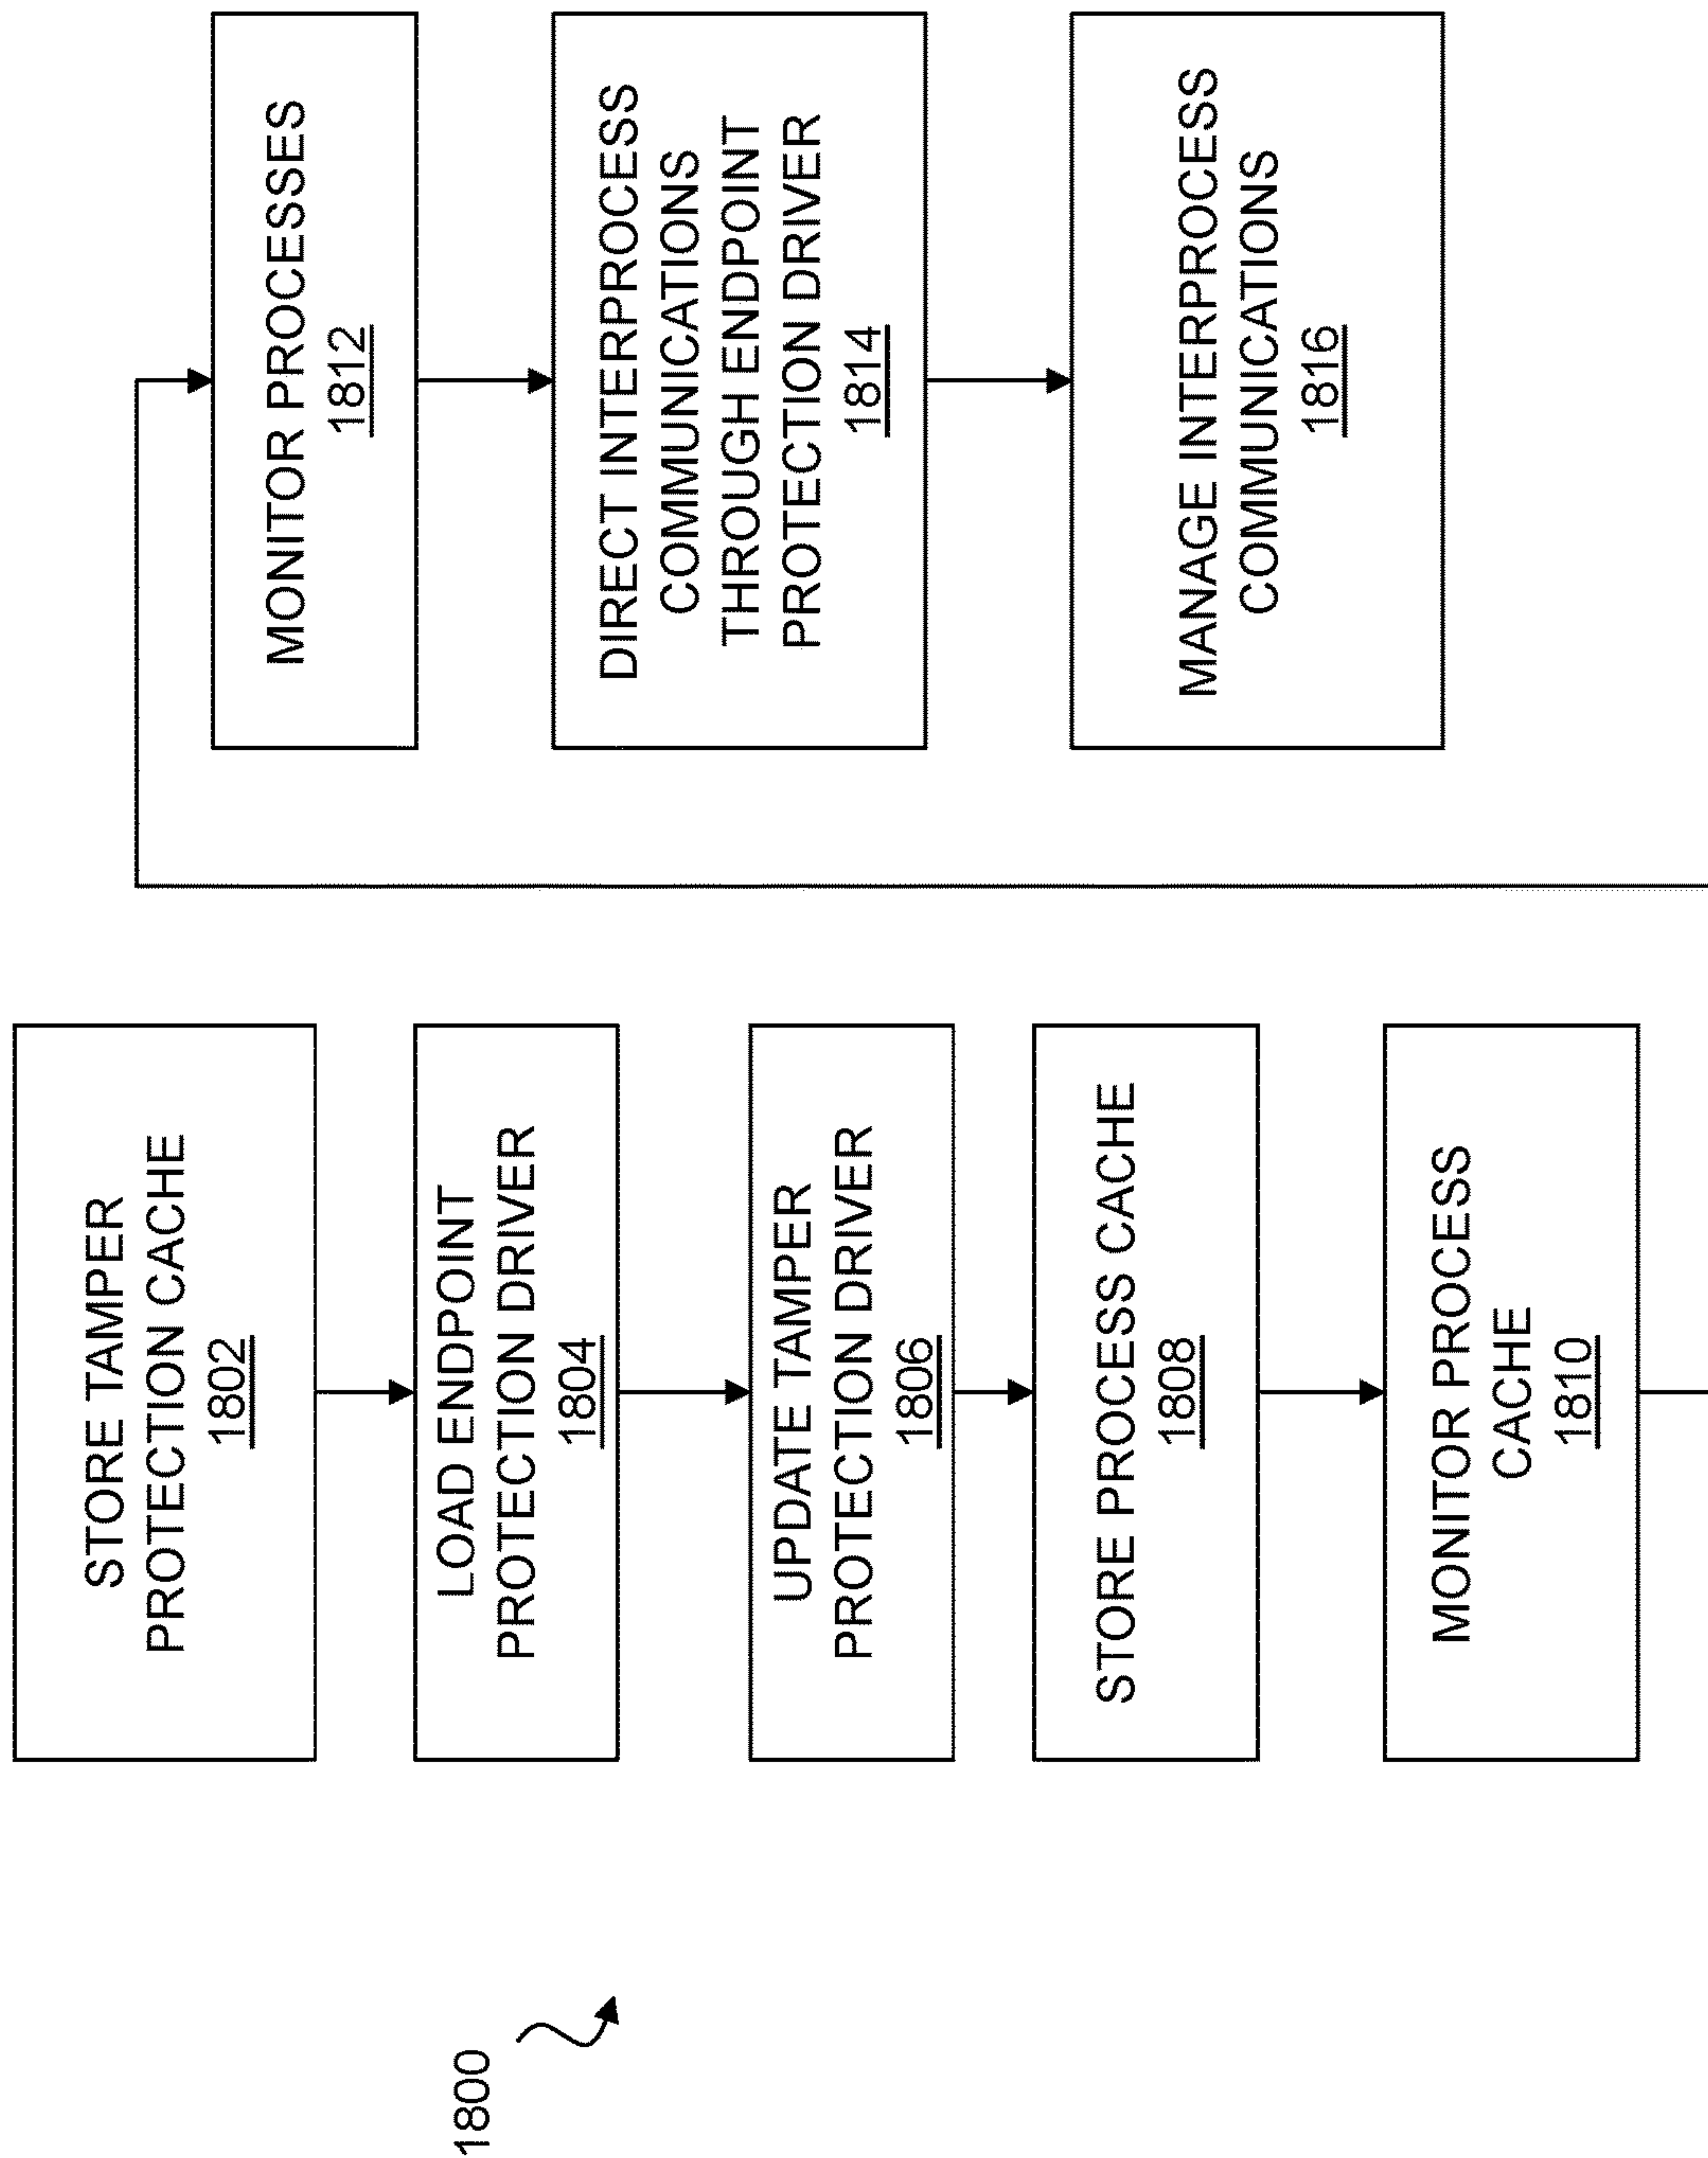 1800
STORE TAMPER
PROTECTION CACHE
1802
LOAD ENDPOINT
PROTECTION DRIVER
1804
UPDATE TAMPER
PROTECTION DRIVER
1806
STORE PROCESS CACHE
1808
MONITOR PROCESS
CACHE
1810
MONITOR PROCESSES
1812
DIRECT INTERPROCESS
COMMUNICATIONS
THROUGH ENDPOINT
PROTECTION DRIVER
1814
MANAGE INTERPROCESS
COMMUNICATIONS
1816